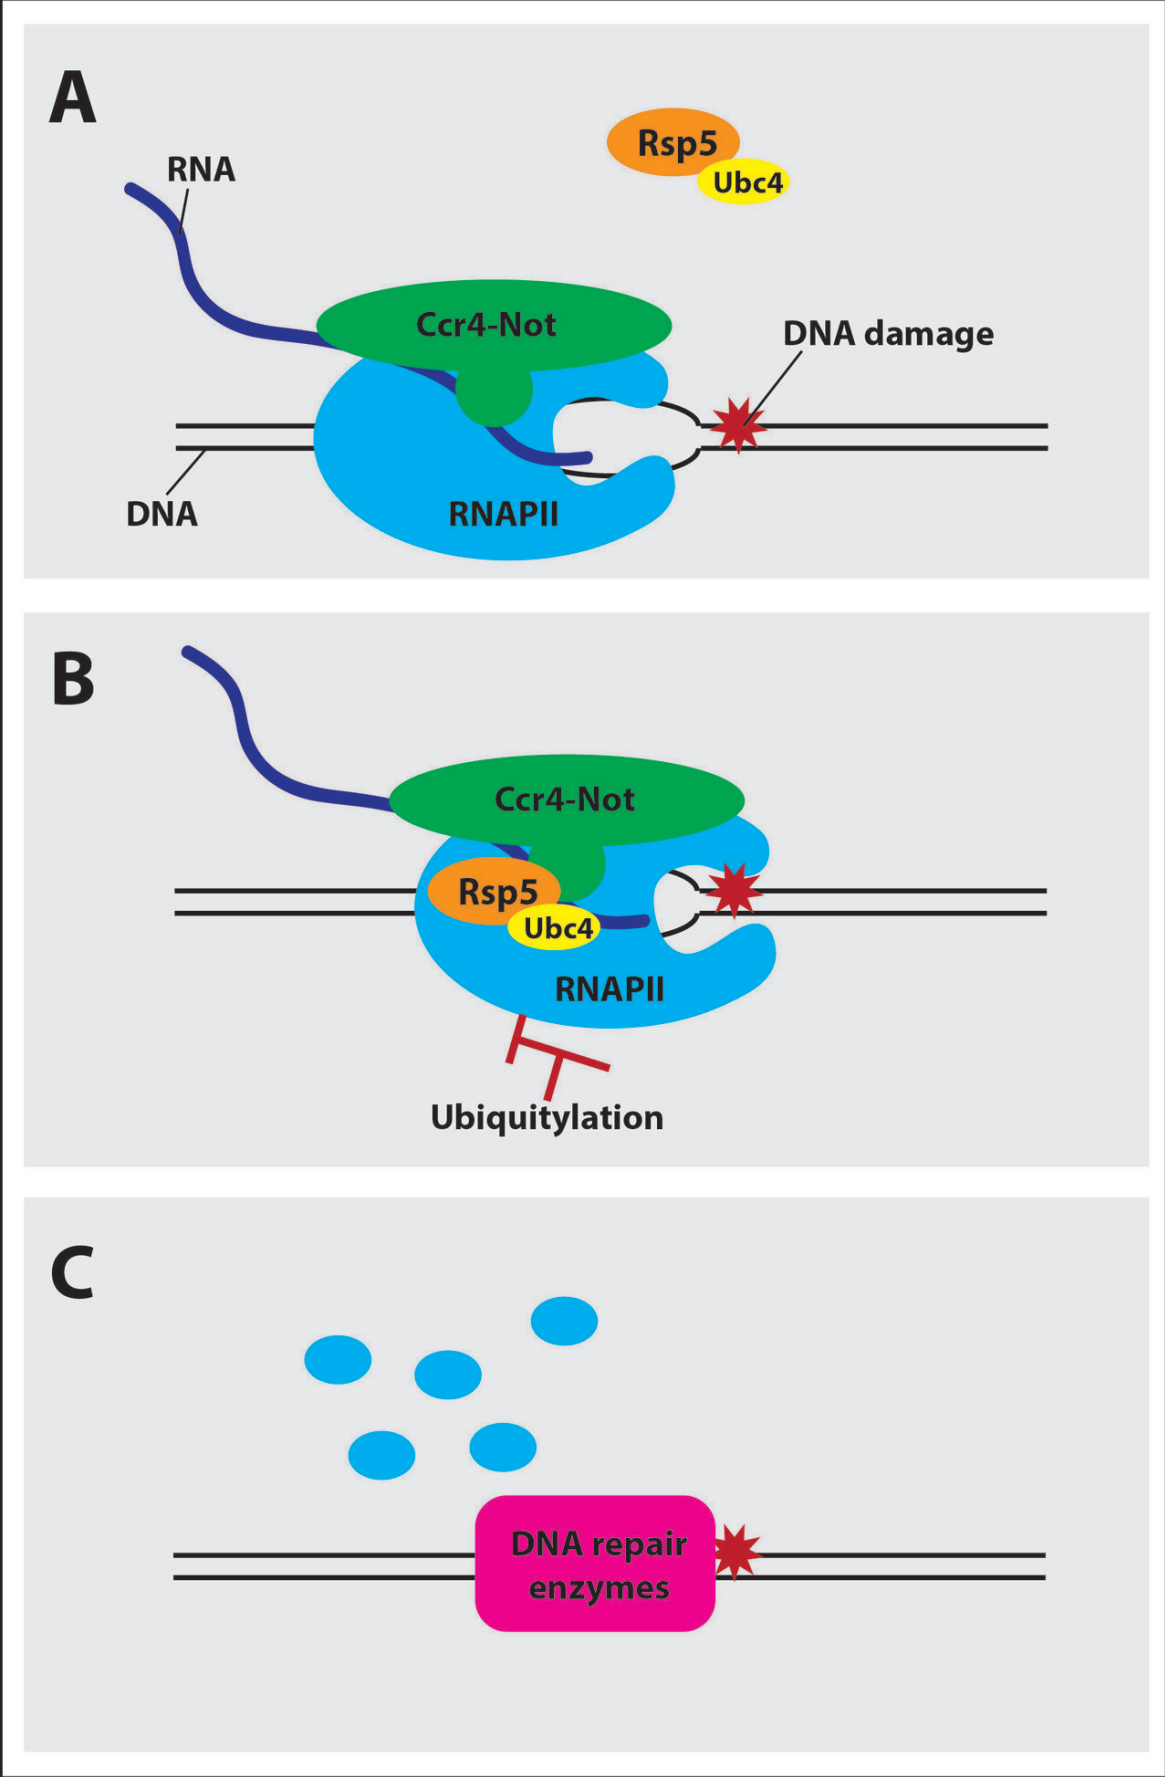 A
Rsp5
Ubc4
RNA
Ccr4-Not
DNA damage
DNA
RNAPII
B
Ccr4-Not
Rsp5
Ubc4
RNAPII
Ubiquitylation
C
DNA repair
enzymes